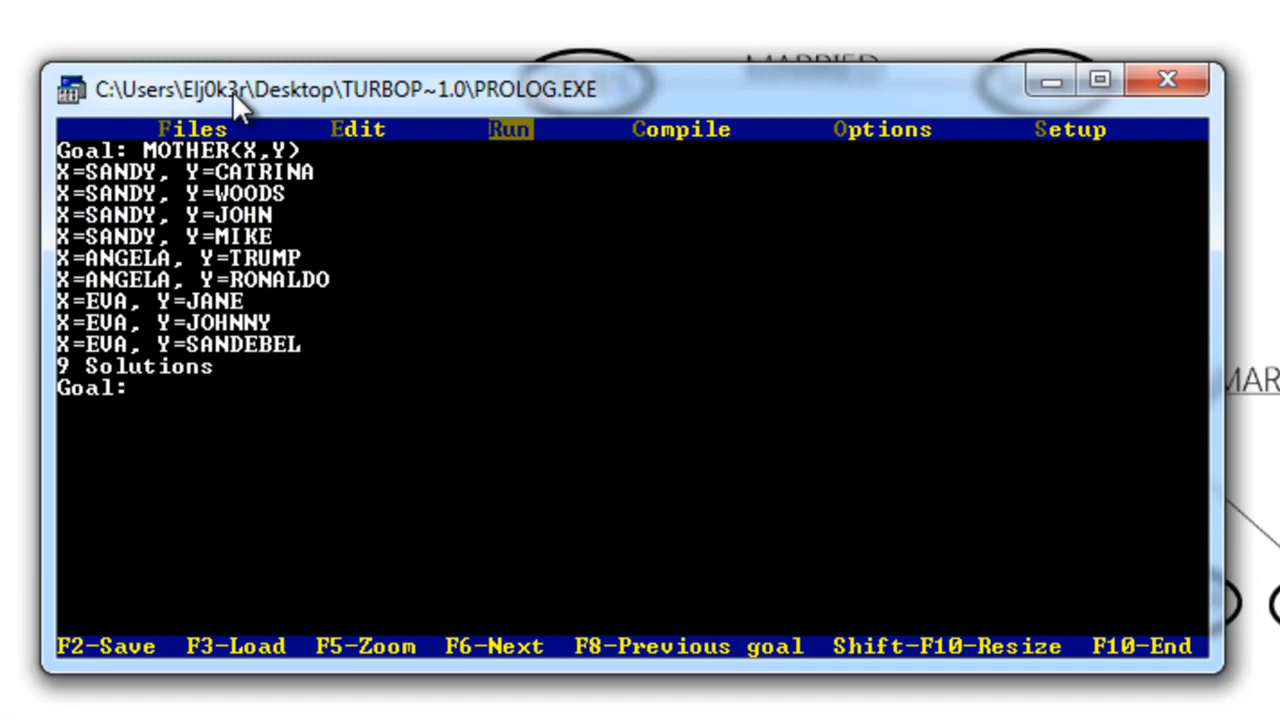 MARRIED
C:\Users\Elj0k3r\Desktop\TURBOP~1.0\PROLOG.EXE
Files Edit Run Compile Options Setup
Goal: MOTHER(X,Y)
X=SANDY, Y=CATRINA
X=SANDY, Y=WOODS
X=SANDY, Y=JOHN
X=SANDY, Y=MIKE
X=ANGELA, Y=TRUMP
X=ANGELA, Y=RONALDO
X=EVA, Y=JANE
X=EVA, Y=JOHNNY
X=EVA, Y=SANDEBEL
9 Solutions
Goal:
MAR
F2-Save F3-Load F5-Zoom F6-Next F8-Previous goal Shift-F10-Resize F10-End